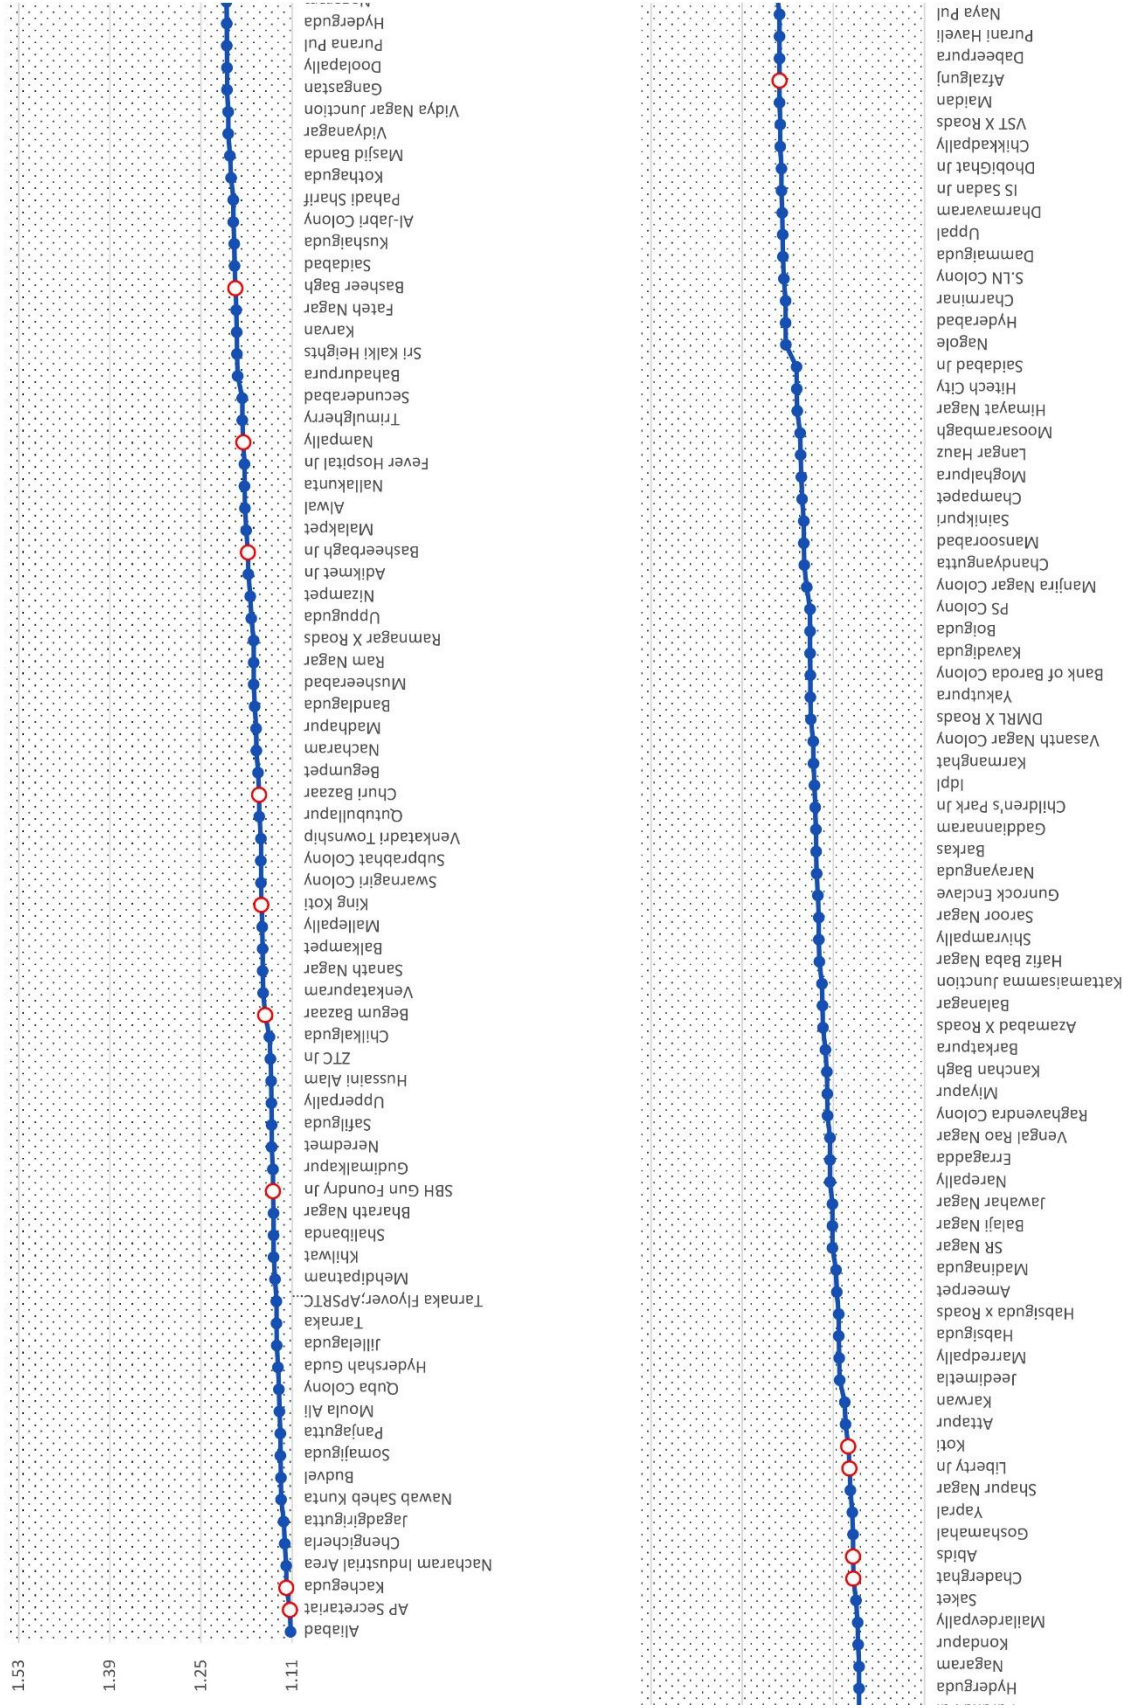 1.53
1.39
1.25
1.11
Aliabad
AP Secretariat
Kacheguda
Nacharam Industrial Area
Chengicherla
Jagadgirigutta
Nawab Saheb Kunta
Budvel
Somajiguda
Panjagutta
Moula Ali
Quba Colony
Hydershah Guda
Jillelaguda
Tarnaka
Tarnaka Flyover;APSRTC...
Mehdipatnam
Khilwat
Shalibanda
Bharath Nagar
SBH Gun Foundry Jn
Gudimalkapur
Neredmet
Safilguda
Upperpally
Hussaini Alam
ZTC Jn
Chilkalguda
Begum Bazaar
Venkatapuram
Sanath Nagar
Balkampet
Mallepally
King Koti
Swarnagiri Colony
Subprabhat Colony
Venkatadri Township
Qutubullapur
Churi Bazaar
Begumpet
Nacharam
Madhapur
Bandlaguda
Musheerabad
Ram Nagar
Ramnagar X Roads
Uppuguda
Nizampet
Adikmet Jn
Basheerbagh Jn
Malakpet
Alwal
Nallakunta
Fever Hospital Jn
Nampally
Trimulgherry
Secunderabad
Bahadurpura
Sri Kalki Heights
Karvan
Fateh Nagar
Basheer Bagh
Saidabad
Kushaiguda
Al-Jabri Colony
Pahadi Sharif
Kothaguda
Masjid Banda
Vidyanagar
Vidya Nagar Junction
Gangastan
Doolapally
Purana Pul
Hyderguda
Hyderguda
Nagaram
Kondapur
Mailardevpally
Saket
Chaderghat
Abids
Goshamahal
Yapral
Shapur Nagar
Liberty Jn
Koti
Attapur
Karwan
Jeedimetla
Marredpally
Habsiguda
Habsiguda x Roads
Ameerpet
Madinaguda
SR Nagar
Balaji Nagar
Jawahar Nagar
Narepally
Erragadda
Vengal Rao Nagar
Raghavendra Colony
Miyapur
Kanchan Bagh
Barkatpura
Azamabad X Roads
Balanagar
Kattamaisamma Junction
Hafiz Baba Nagar
Shivrampally
Saroor Nagar
Gunrock Enclave
Narayanguda
Barkas
Gaddiannaram
Children's Park Jn
Idpl
Karmanghat
Vasanth Nagar Colony
DMRL X Roads
Yakutpura
Bank of Baroda Colony
Kavadiguda
Boiguda
PS Colony
Manjira Nagar Colony
Chandyangutta
Mansoorabad
Sainikpuri
Champapet
Moghalpura
Langar Hauz
Moosarambagh
Himayat Nagar
Hitech City
Saidabad Jn
Nagole
Hyderabad
Charminar
S.LN Colony
Dammaiguda
Uppal
Dharmavaram
IS Sadan Jn
DhobiGhat Jn
Chikkadpally
VST X Roads
Maidan
Afzalgunj
Dabeerpura
Purani Haveli
Naya Pul